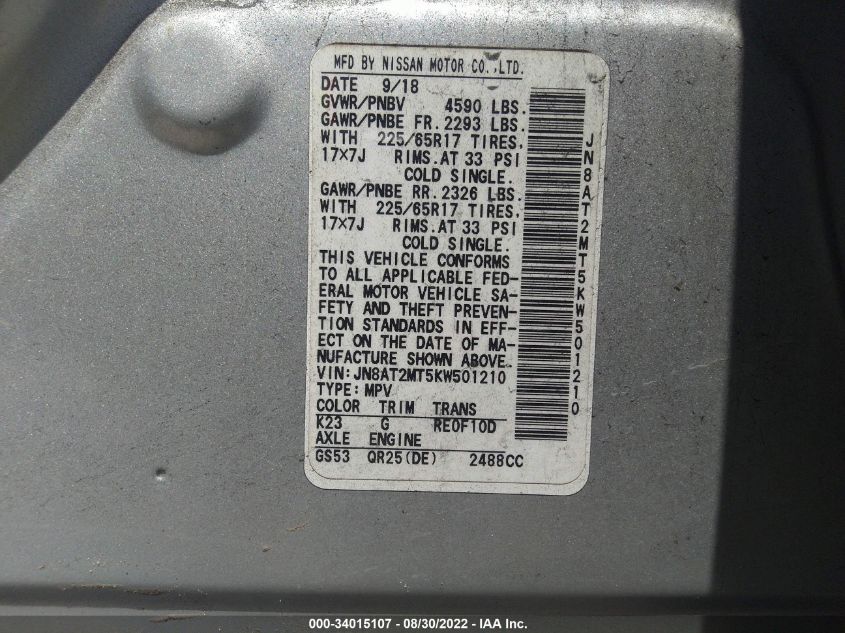 MFD BY NISSAN MOTOR CO.,LTD.
DATE 9/18
GVWR/PNBV 4590 LBS.
GAWR/PNBE FR. 2293 LBS.
WITH 225/65R17 TIRES,
17×7J RIMS.AT 33 PSI
COLD SINGLE.
GAWR/PNBE RR. 2326 LBS.
WITH 225/65R17 TIRES,
17×7J RIMS.AT 33 PSI
COLD SINGLE.
THIS VEHICLE CONFORMS
TO ALL APPLICABLE FED-
ERAL MOTOR VEHICLE SA-
FETY AND THEFT PREVEN-
TION STANDARDS IN EFF-
ECT ON THE DATE OF MA-
NUFACTURE SHOWN ABOVE.
VIN:JN8AT2MT5KW501210
TYPE:MPV
COLOR TRIM TRANS
K23 G RE0F10D
AXLE ENGINE
GS53 QR25(DE) 2488CC
JN8AT2MT5KW501210
000-34015107 - 08/30/2022 - IAA Inc.